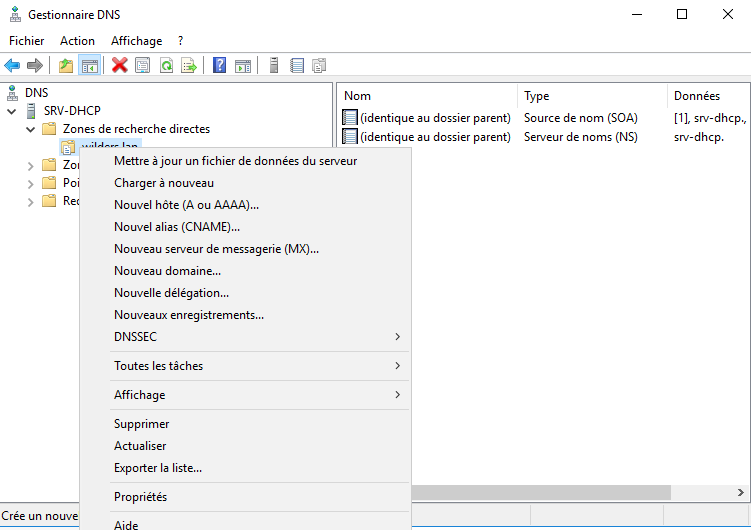 Gestionnaire DNS
Fichier Action Affichage ?
DNS
SRV-DHCP
Zones de recherche directes
wilders.lan
Zo
Poi
Rec
Nom Type Données
(identique au dossier parent) Source de nom (SOA) [1], srv-dhcp.,
(identique au dossier parent) Serveur de noms (NS) srv-dhcp.
Mettre à jour un fichier de données du serveur
Charger à nouveau
Nouvel hôte (A ou AAAA)...
Nouvel alias (CNAME)...
Nouveau serveur de messagerie (MX)...
Nouveau domaine...
Nouvelle délégation...
Nouveaux enregistrements...
DNSSEC
Toutes les tâches
Affichage
Supprimer
Actualiser
Exporter la liste...
Propriétés
Aide
Crée un nouve